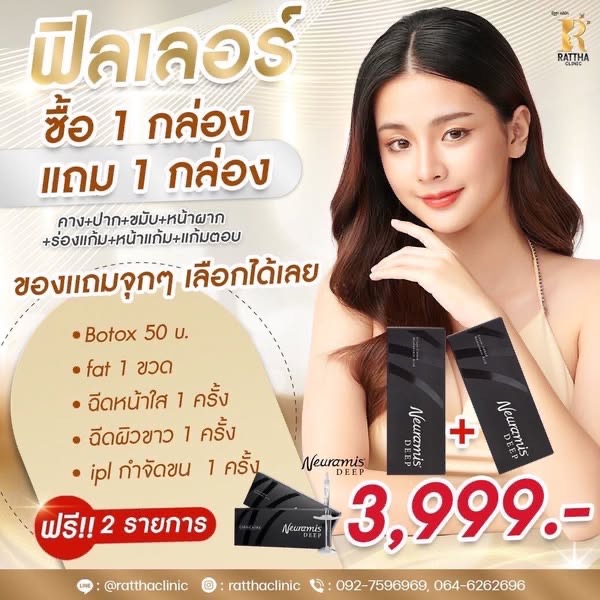 RATTHA
CLINIC
ฟิลเลอร์
ซื้อ 1 กล่อง
แถม 1 กล่อง
คาง+ปาก+ขมับ+หน้าผาก
+ร่องแก้ม+หน้าแก้ม+แก้มตอบ
ของแถมจุกๆ เลือกได้เลย
• Botox 50 u.
• fat 1 ขวด
• ฉีดหน้าใส 1 ครั้ง
• ฉีดผิวขาว 1 ครั้ง
• ipl กำจัดขน 1 ครั้ง
ฟรี!! 2 รายการ
Neuramis
DEEP
Neuramis
DEEP
+
Neuramis
DEEP
Neuramis
DEEP
3,999.-
LINE : @ratthaclinic
: ratthaclinic
: 092-7596969, 064-6262696